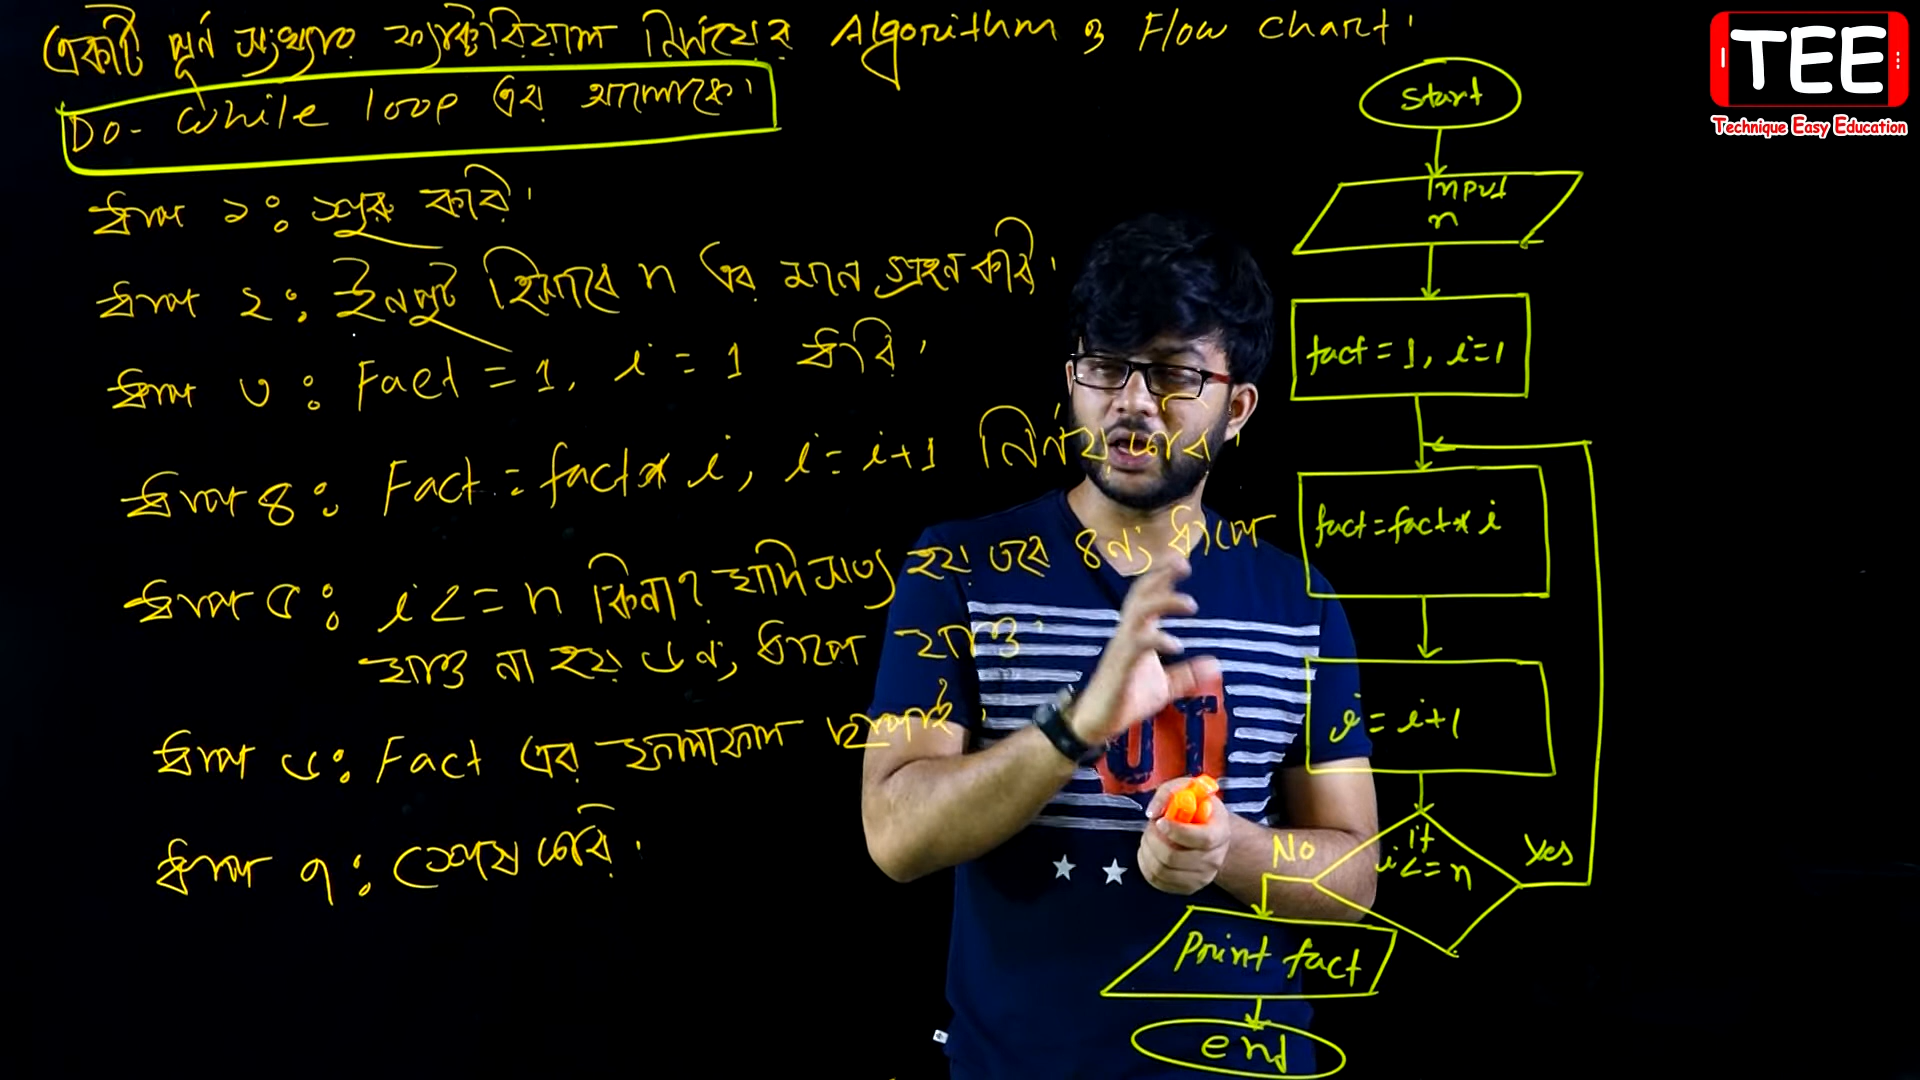 একটি পূর্ন সংখ্যার ফ্যাক্টরিয়াল নির্ণয়ের Algorithm ও Flow chart।
Do-while loop এর আলোকে।
ধাপ ১ঃ শুরু করি।
ধাপ ২ঃ ইনপুট হিসাবে n এর মান গ্রহন করি।
ধাপ ৩ঃ Fact = 1, i = 1 ধরি।
ধাপ ৪ঃ Fact = fact * i, i = i+1 নির্ণয় করি।
ধাপ ৫ঃ i <= n কিনা? যদি সত্য হয় তবে ৪নং ধাপে
যাও না হয় ৬ নং ধাপে যাও।
ধাপ ৬ঃ Fact এর ফলাফল ছাপাই।
ধাপ ৭ঃ শেষ করি।
Start
Input
n
fact = 1, i=1
fact = fact * i
i = i+1
if
i <= n
No
Yes
Print fact
end
TEE
Technique Easy Education